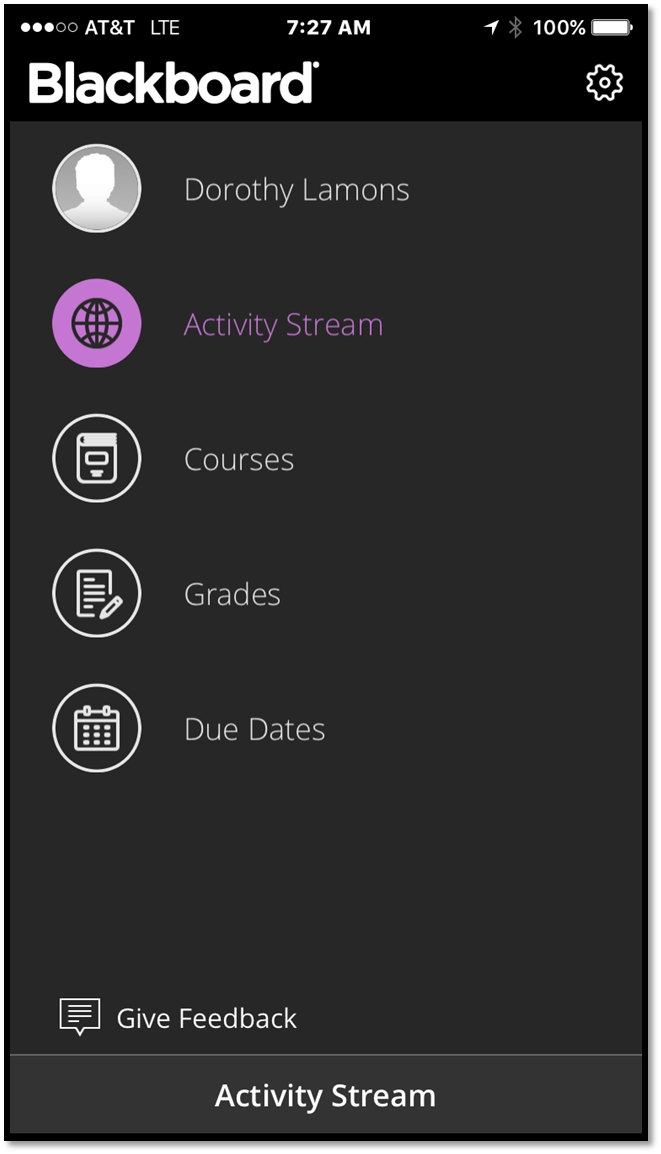 AT&T LTE 7:27 AM 100%
Blackboard
Dorothy Lamons
Activity Stream
Courses
Grades
Due Dates
Give Feedback
Activity Stream